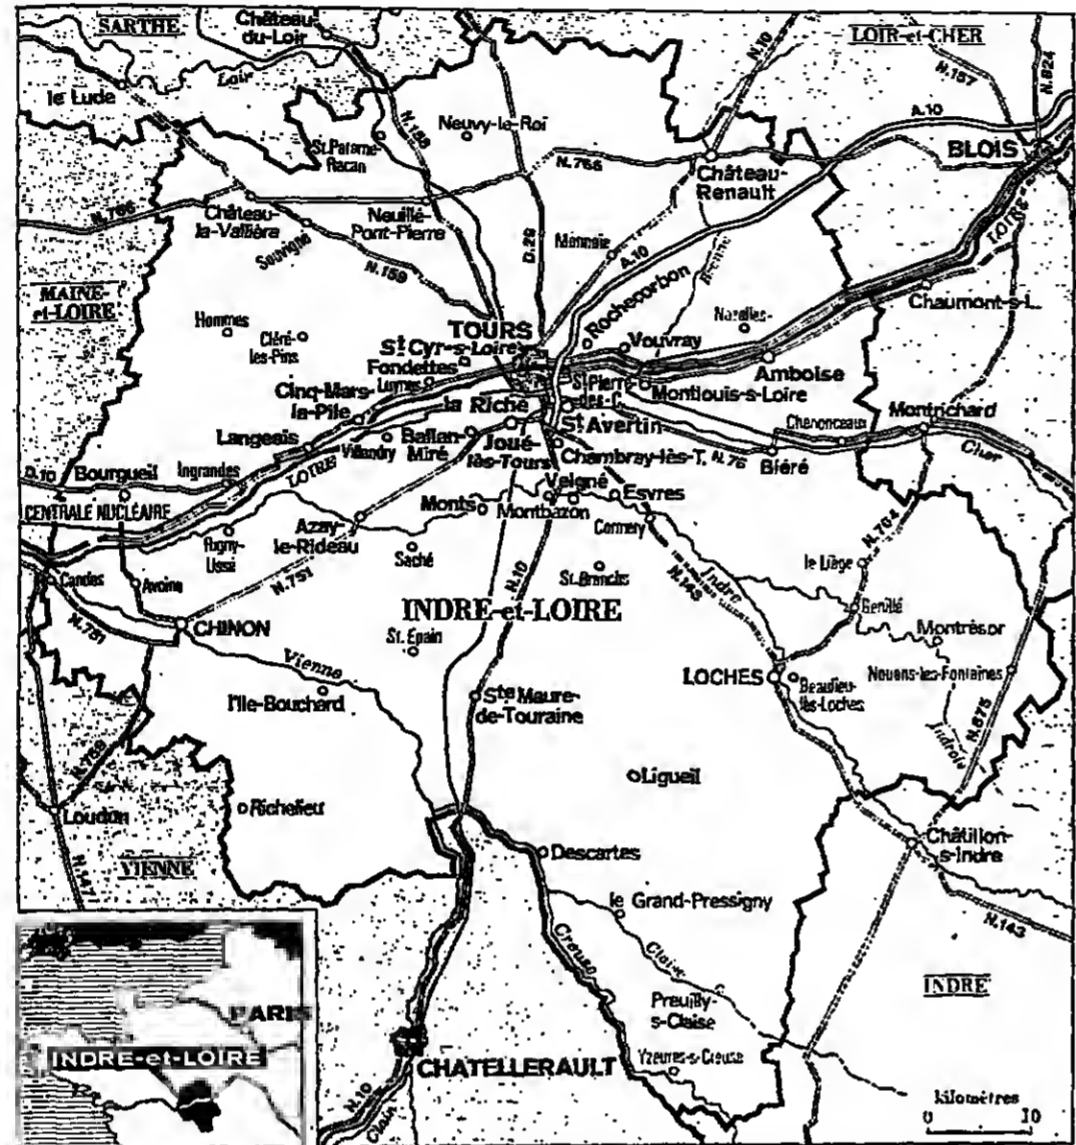 SARTHE
Château-
du-Loir
Loir
le Lude
N.10
LOIR-et-CHER
N.157
N.824
A.10
BLOIS
N.158
Neuvy-le-Roi
St.Paterne-
Racan
N.766
Château-
Renault
N.766
Château-
la-Vallière
Neuillé-
Pont-Pierre
Souvigné
N.159
D.29
Monnaie
A.10
LOIRE
MAINE-
et-LOIRE
Rochecorbon
Chaumont-s-L.
Hommes
Cléré-
les-Pins
TOURS
St Cyr-s-Loire
Fondettes
Luynes
Vouvray
Amboise
Cinq-Mars-
la-Pile
la Riche
St.Pierre-
des-C.
Montlouis-s-Loire
St Avertin
Chenonceaux
Montrichard
Langeais
Villandry
Ballan-
Miré
Joué-
lès-Tours
Chambray-lès-T.
N.76
Bléré
Cher
D.10
Bourgueil
Ingrandes
LOIRE
CENTRALE NUCLÉAIRE
Monts
Veigné
Montbazon
Esvres
Cormery
Rigny-
Ussé
Azay-
le-Rideau
Saché
N.10
St.Branchs
Indre
N.143
N.704
le Liège
Candes
Avoine
N.751
N.751
CHINON
INDRE-et-LOIRE
St.Epain
Genillé
Montrésor
Vienne
l'Ile-Bouchard
Ste Maure-
de-Touraine
LOCHES
Beaulieu-
lès-Loches
Nouans-les-Fontaines
N.675
Indrois
N.759
Ligueil
Loudun
Richelieu
N.147
VIENNE
Descartes
Châtillon-
s-Indre
le Grand-Pressigny
N.143
Creuse
Claise
INDRE
Preuilly-
s-Claise
PARIS
INDRE-et-LOIRE
CHATELLERAULT
Yzeures-s-Creuse
N.10
Clain
kilomètres
0 10